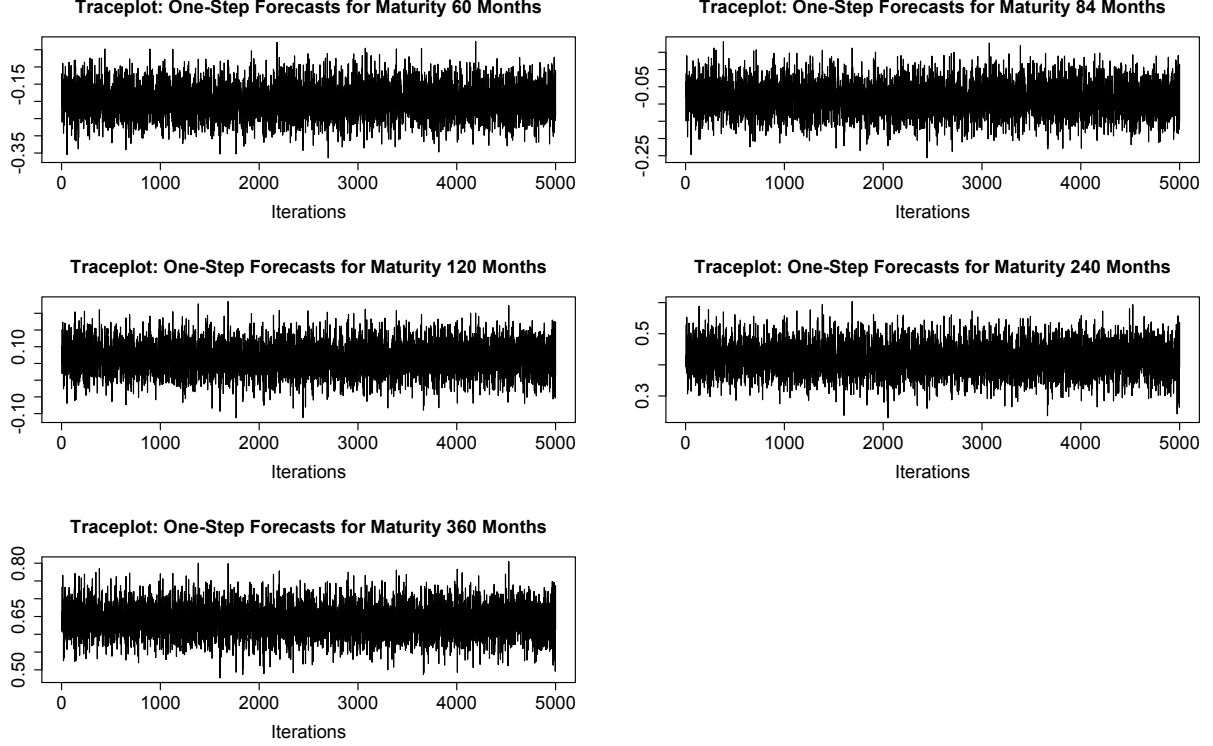 Traceplot: One-Step Forecasts for Maturity 60 Months
-0.15
-0.35
0 1000 2000 3000 4000 5000
Iterations
Traceplot: One-Step Forecasts for Maturity 84 Months
-0.05
-0.25
0 1000 2000 3000 4000 5000
Iterations
Traceplot: One-Step Forecasts for Maturity 120 Months
0.10
-0.10
0 1000 2000 3000 4000 5000
Iterations
Traceplot: One-Step Forecasts for Maturity 240 Months
0.5
0.3
0 1000 2000 3000 4000 5000
Iterations
Traceplot: One-Step Forecasts for Maturity 360 Months
0.80
0.65
0.50
0 1000 2000 3000 4000 5000
Iterations